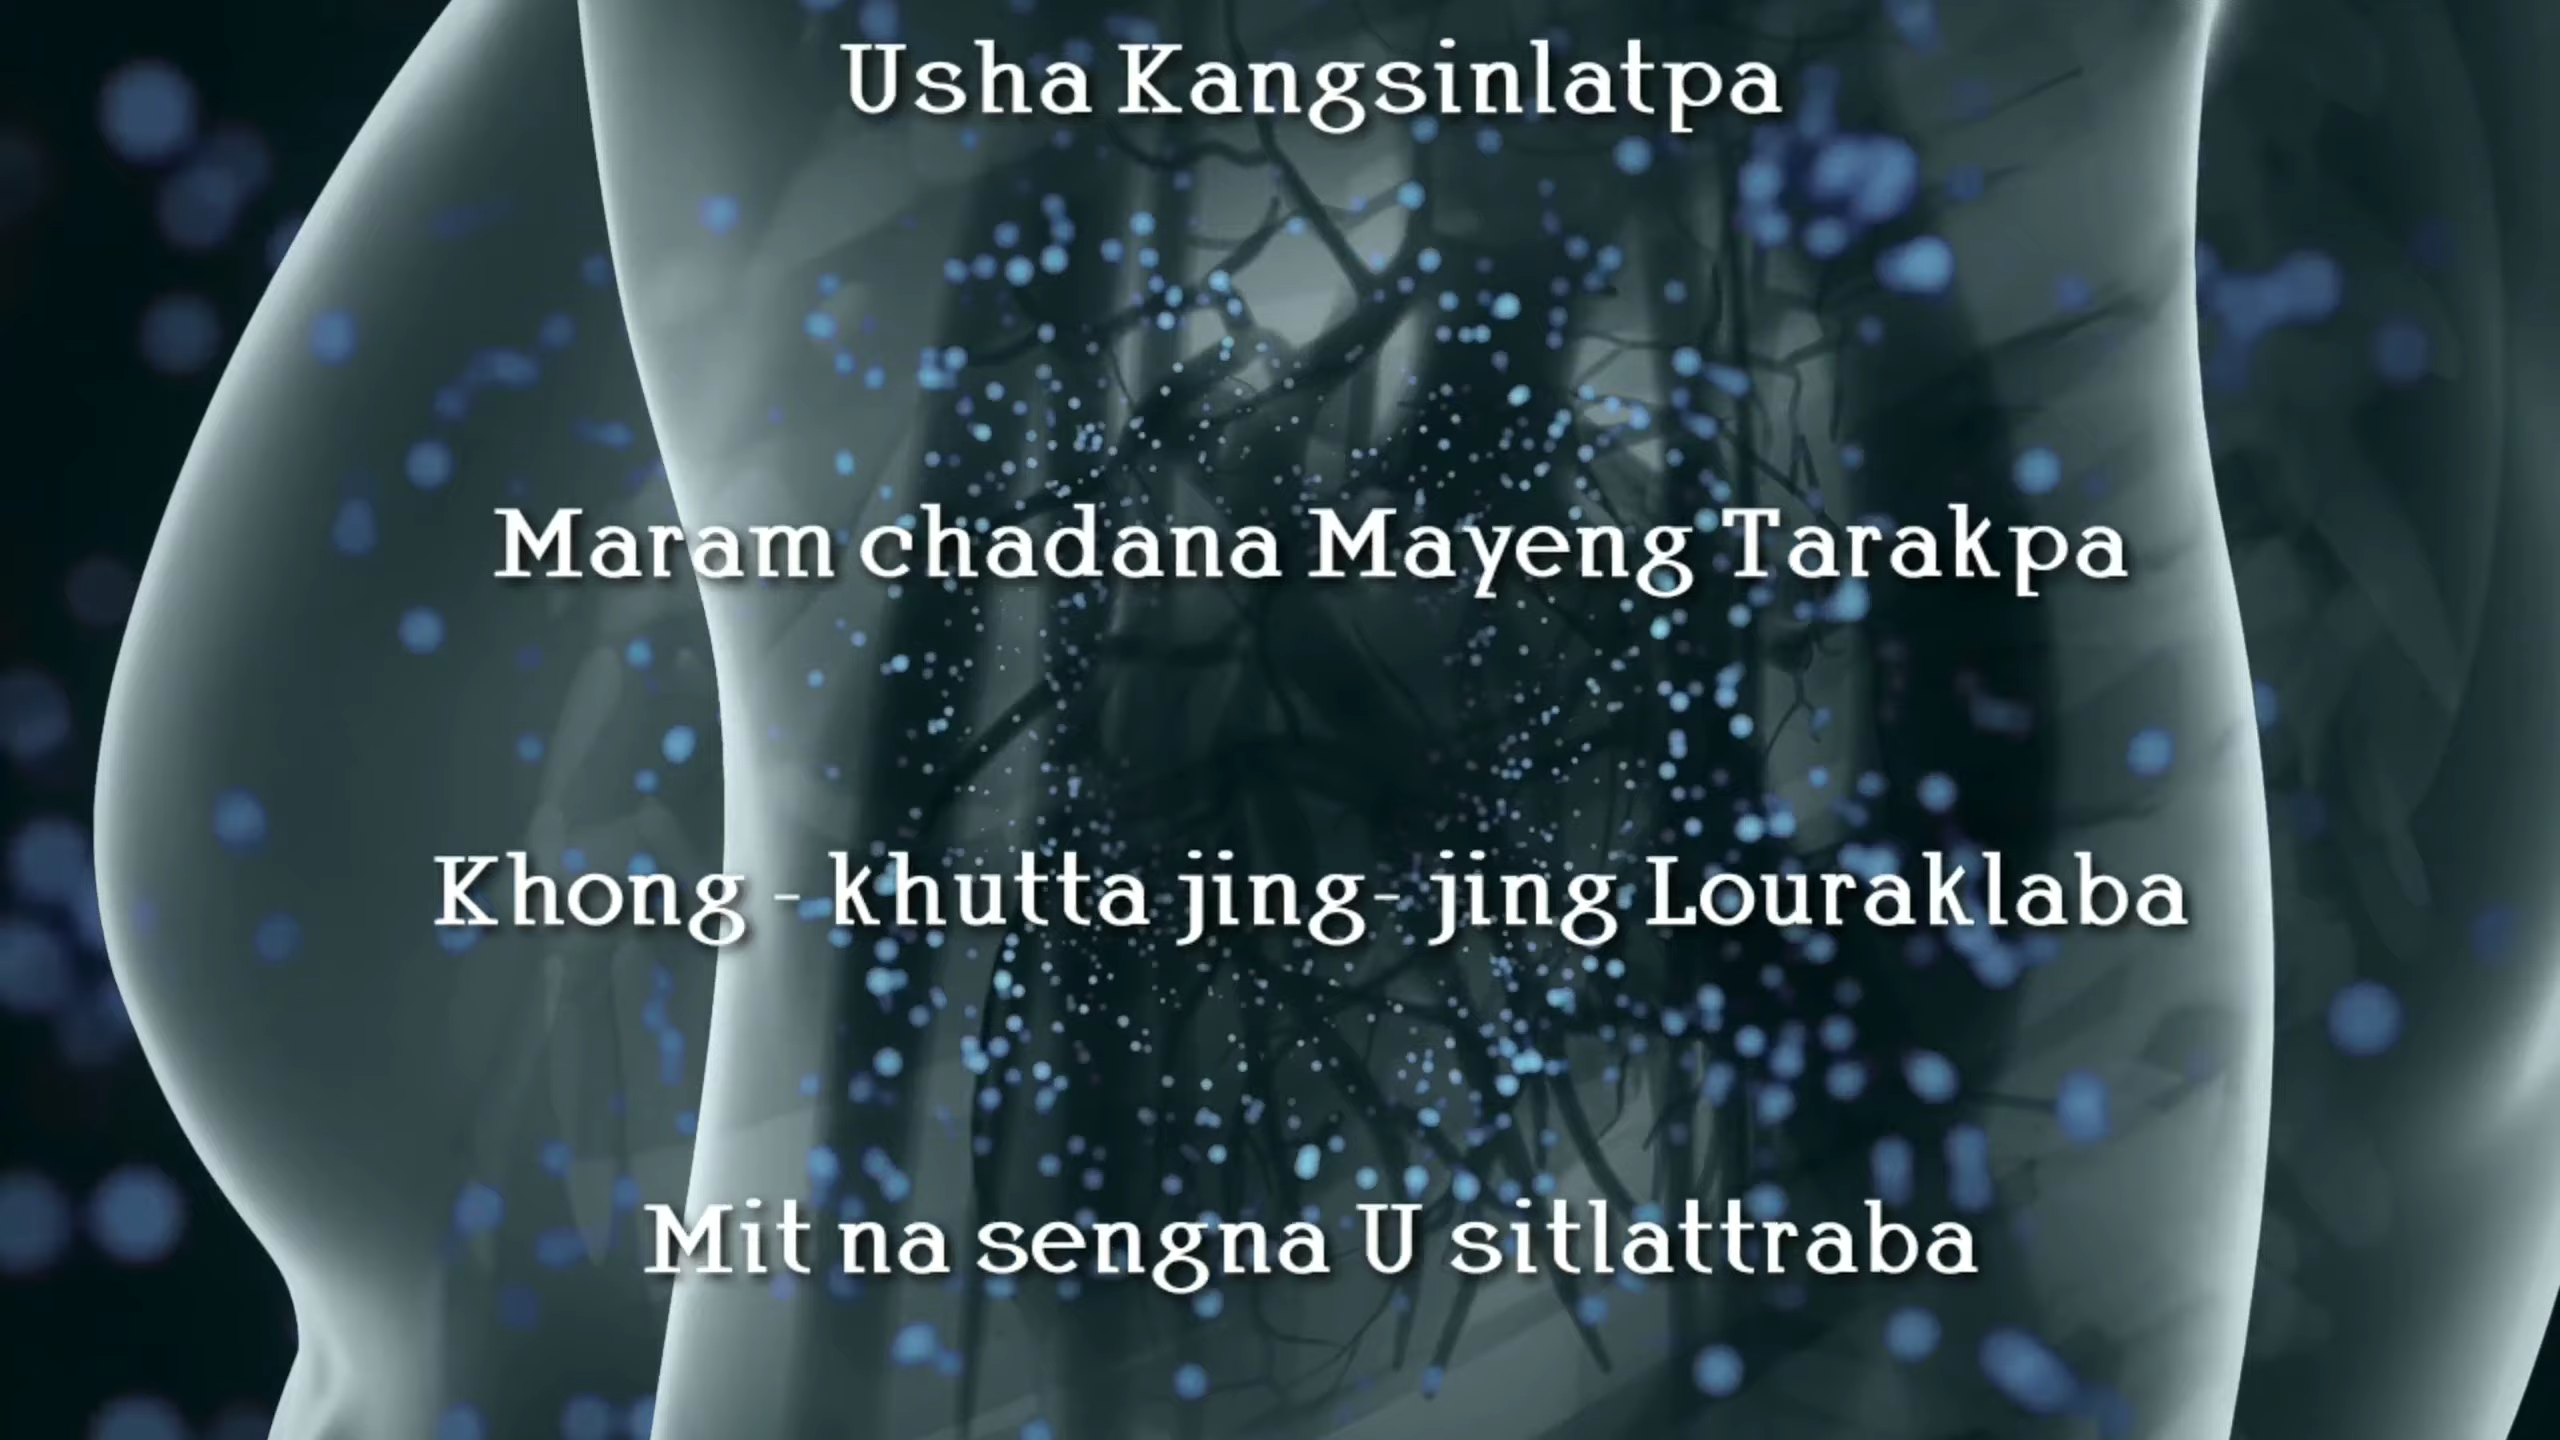 Usha Kangsinlatpa
Maram chadana Mayeng Tarakpa
Khong - khutta jing- jing Louraklaba
Mit na sengna U sitlattraba